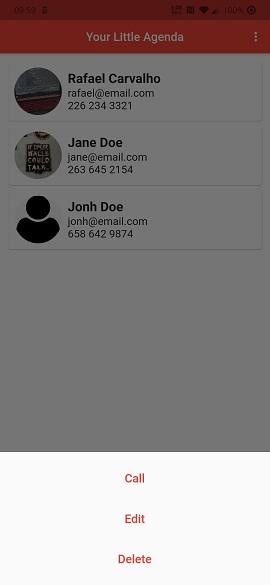 09:59
100%
Your Little Agenda
Rafael Carvalho
rafael@email.com
226 234 3321
IF THESE
WALLS
COULD
TALK...
Jane Doe
jane@email.com
263 645 2154
Jonh Doe
jonh@email.com
658 642 9874
Call
Edit
Delete